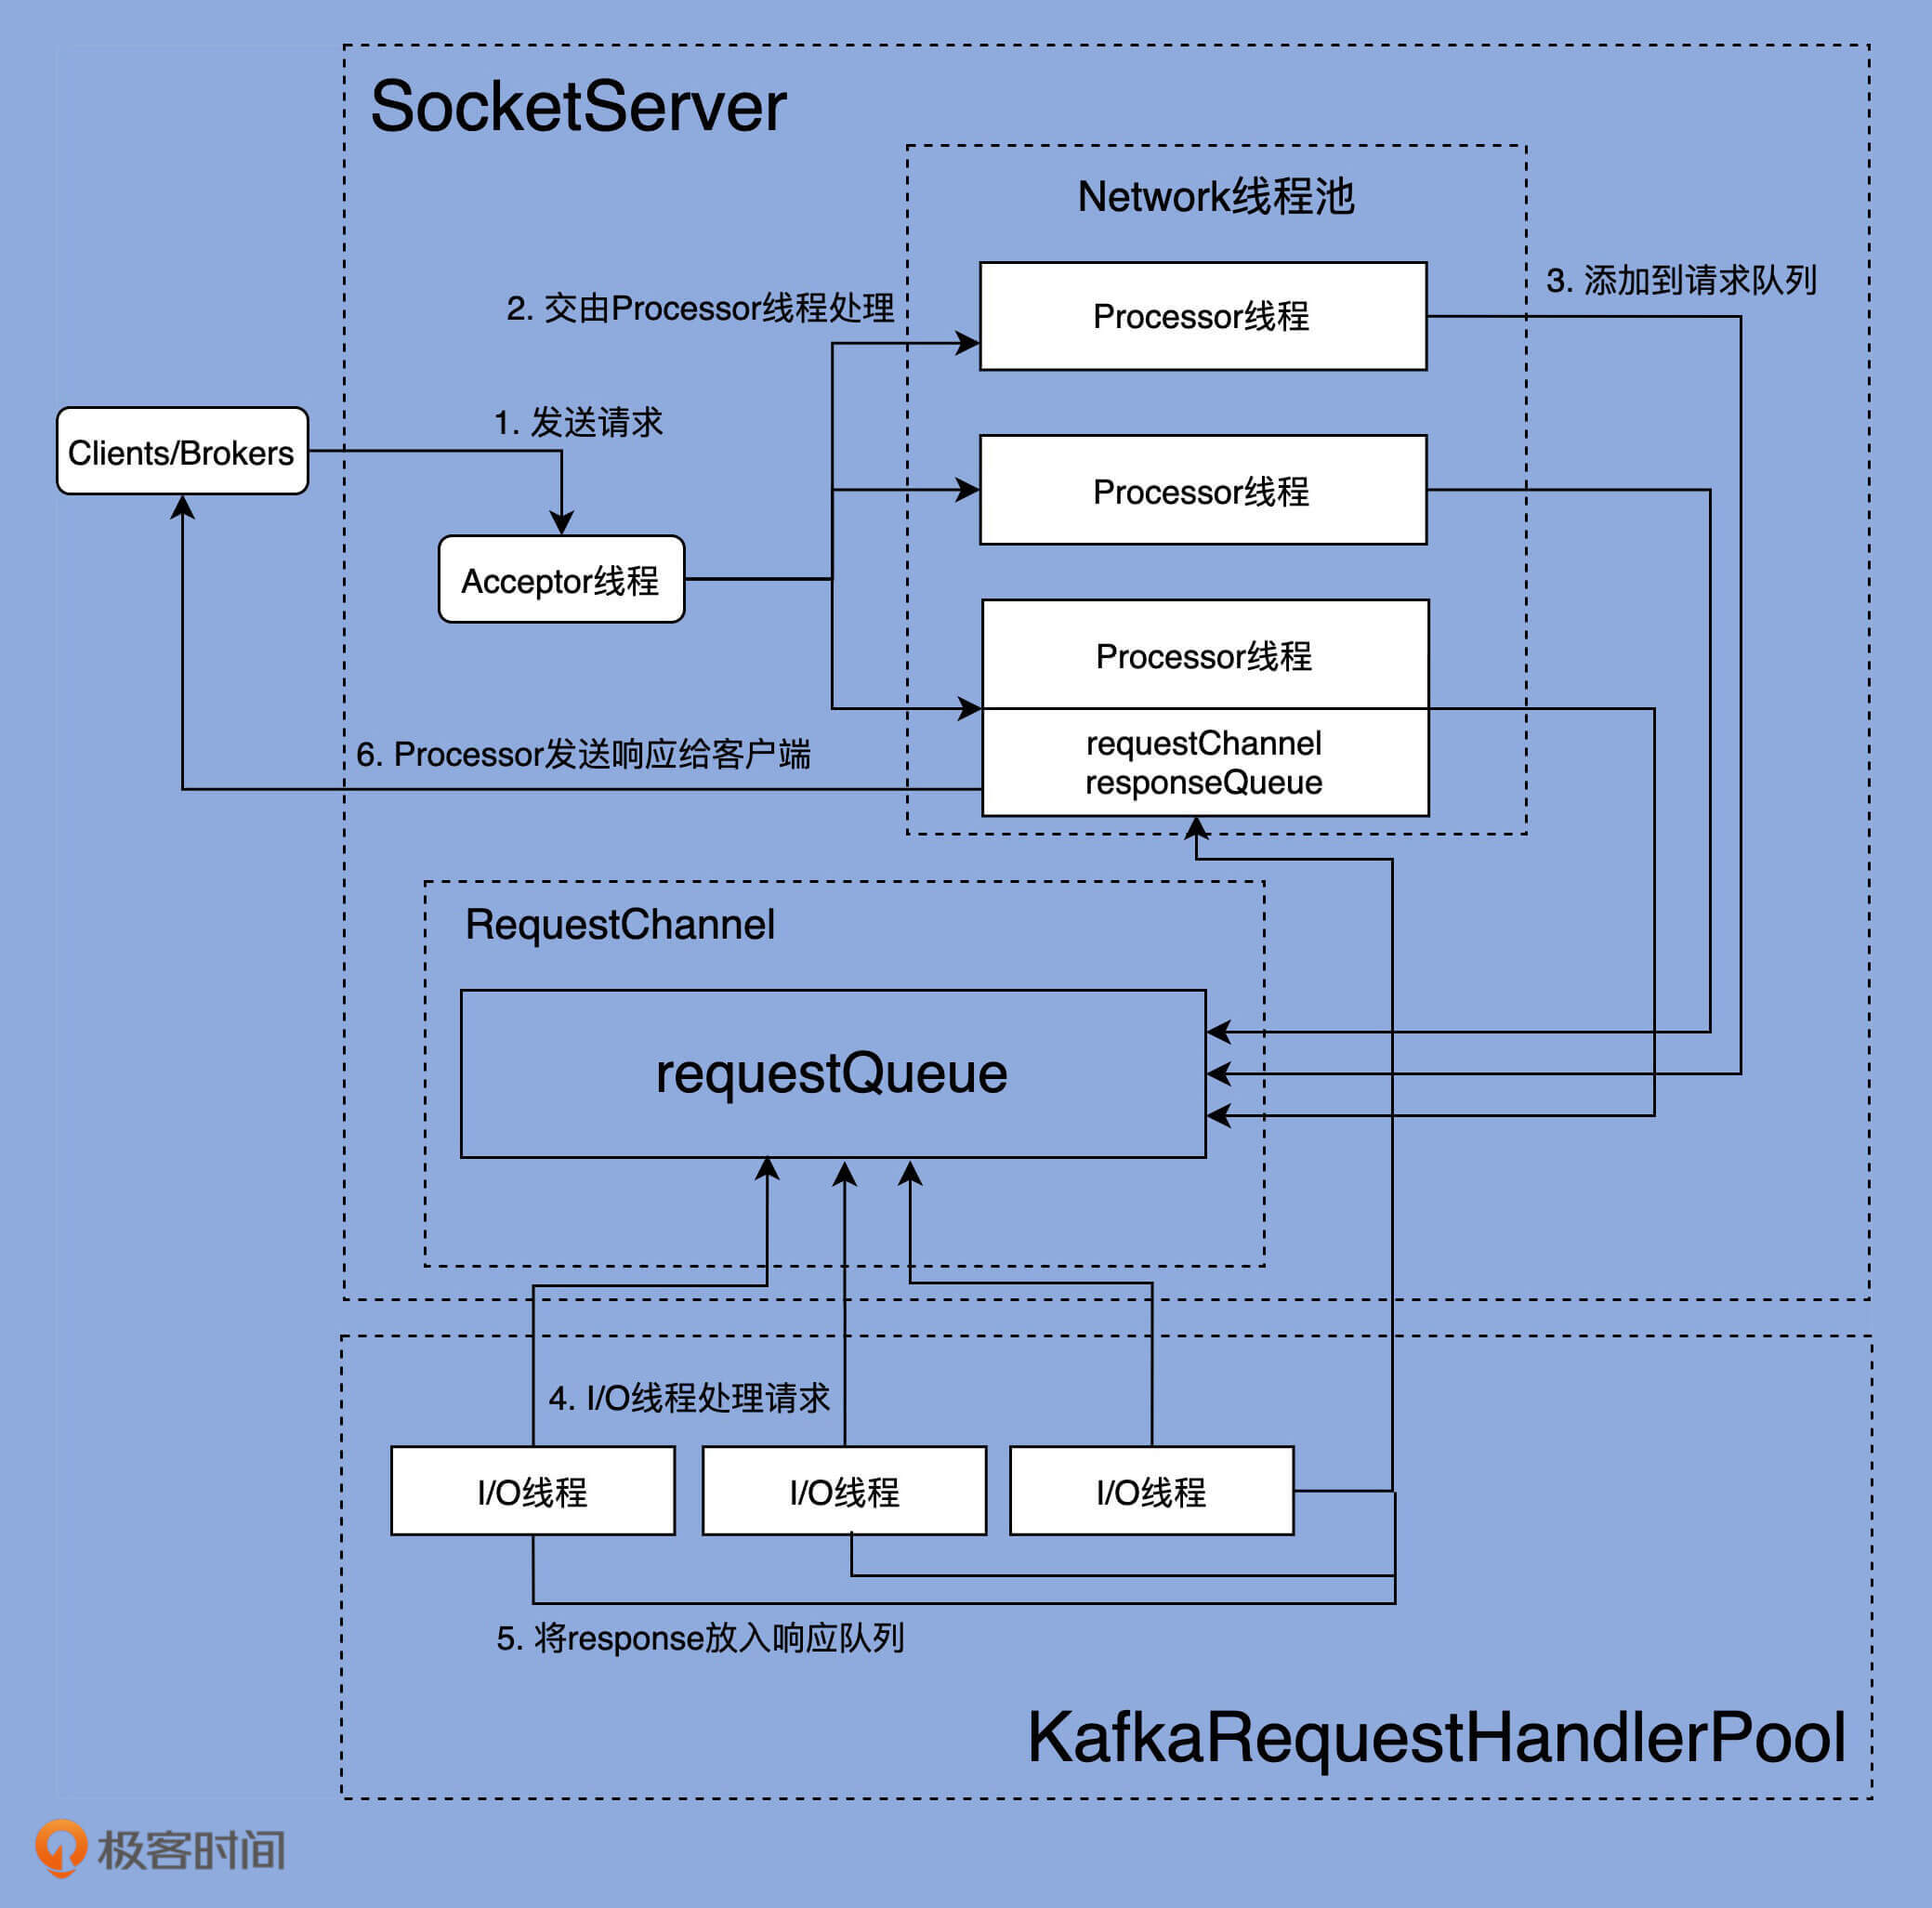 SocketServer
Network线程池
2. 交由Processor线程处理
Processor线程
3. 添加到请求队列
1. 发送请求
Clients/Brokers
Processor线程
Acceptor线程
Processor线程
6. Processor发送响应给客户端
requestChannel
responseQueue
RequestChannel
requestQueue
4. I/O线程处理请求
I/O线程
I/O线程
I/O线程
5. 将response放入响应队列
KafkaRequestHandlerPool
极客时间